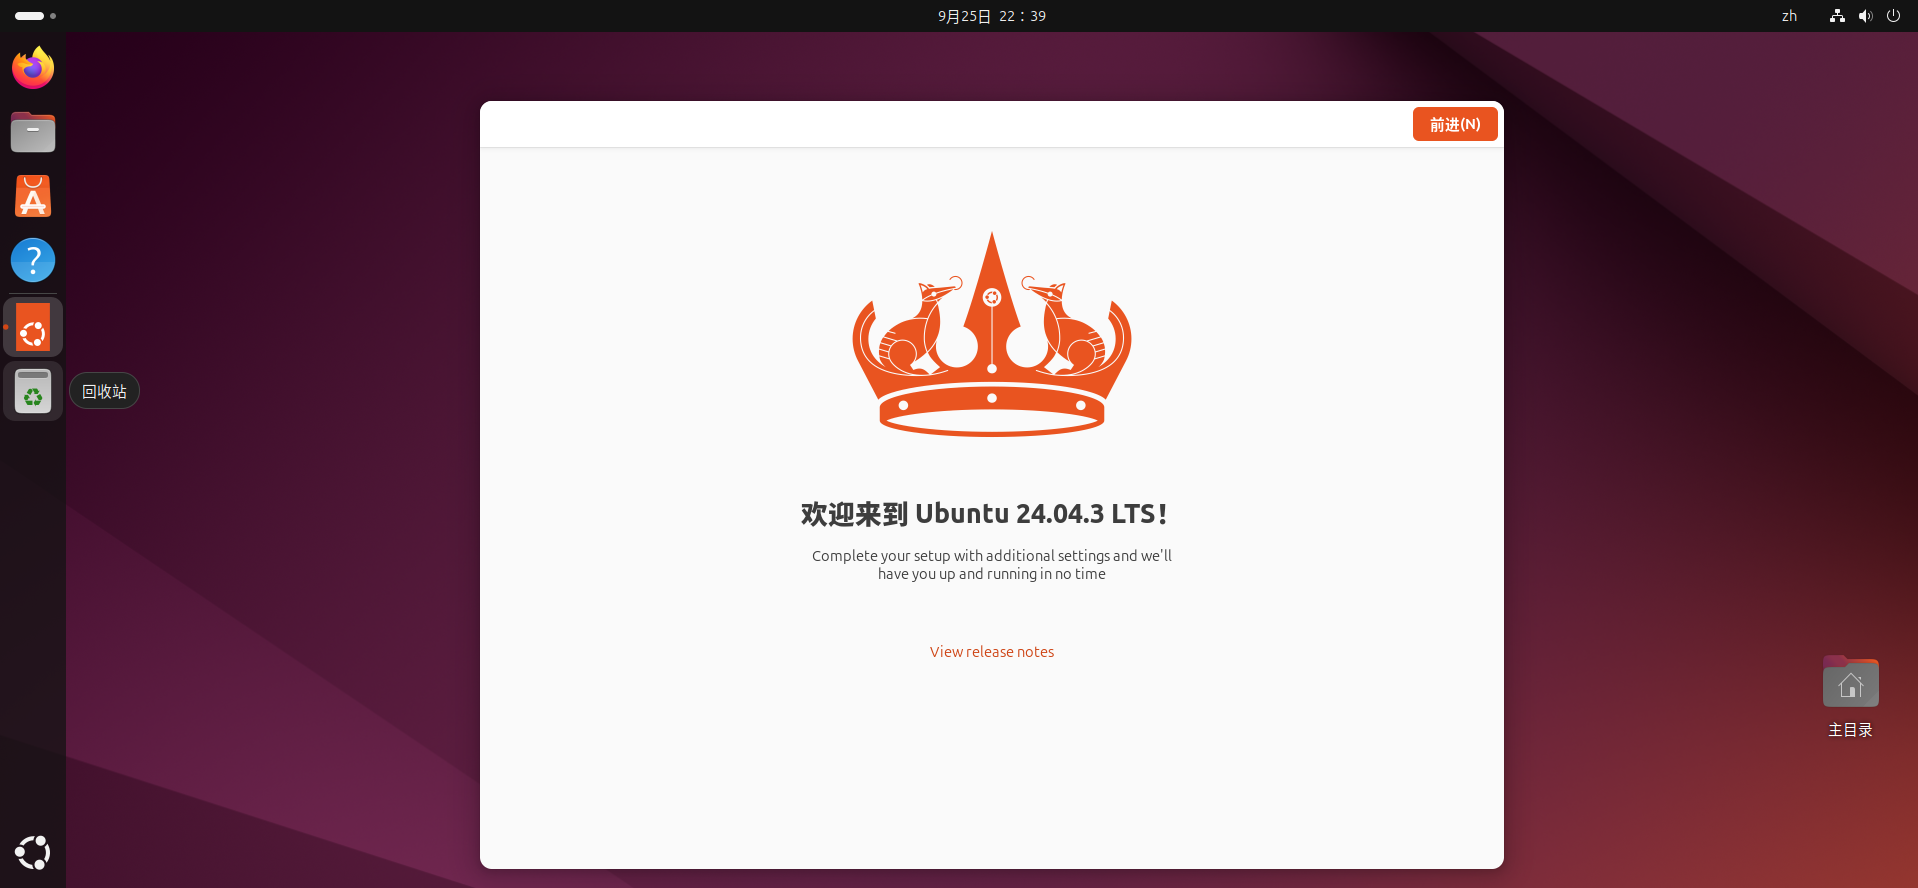 9月25日 22：39
zh
前进(N)
回收站
欢迎来到 Ubuntu 24.04.3 LTS！
Complete your setup with additional settings and we'll
have you up and running in no time
View release notes
主目录